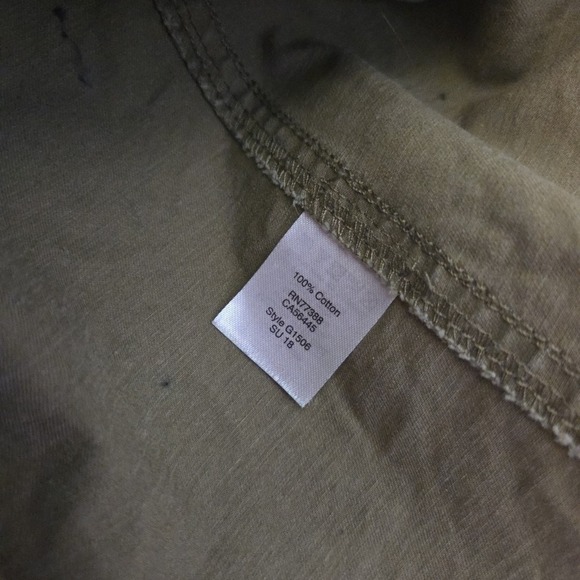 100% Cotton
RN77388
CA56445
Style G1506
SU 18